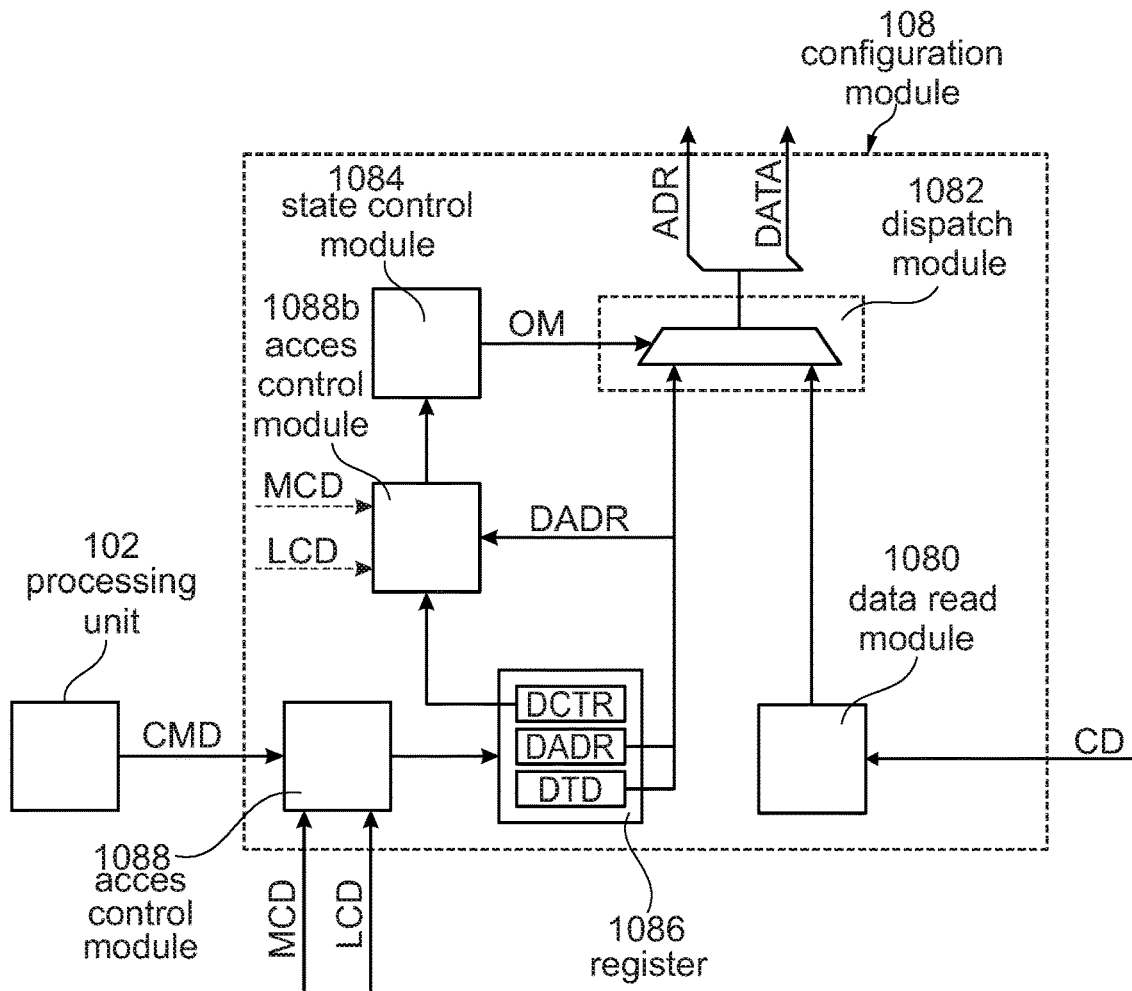 108
configuration
module
ADR
DATA
1084
state control
module
1082
dispatch
module
1088b
acces
control
module
OM
MCD
LCD
DADR
102
processing
unit
1080
data read
module
DCTR
CMD
DADR
CD
DTD
1088
acces
control
module
MCD
LCD
1086
register